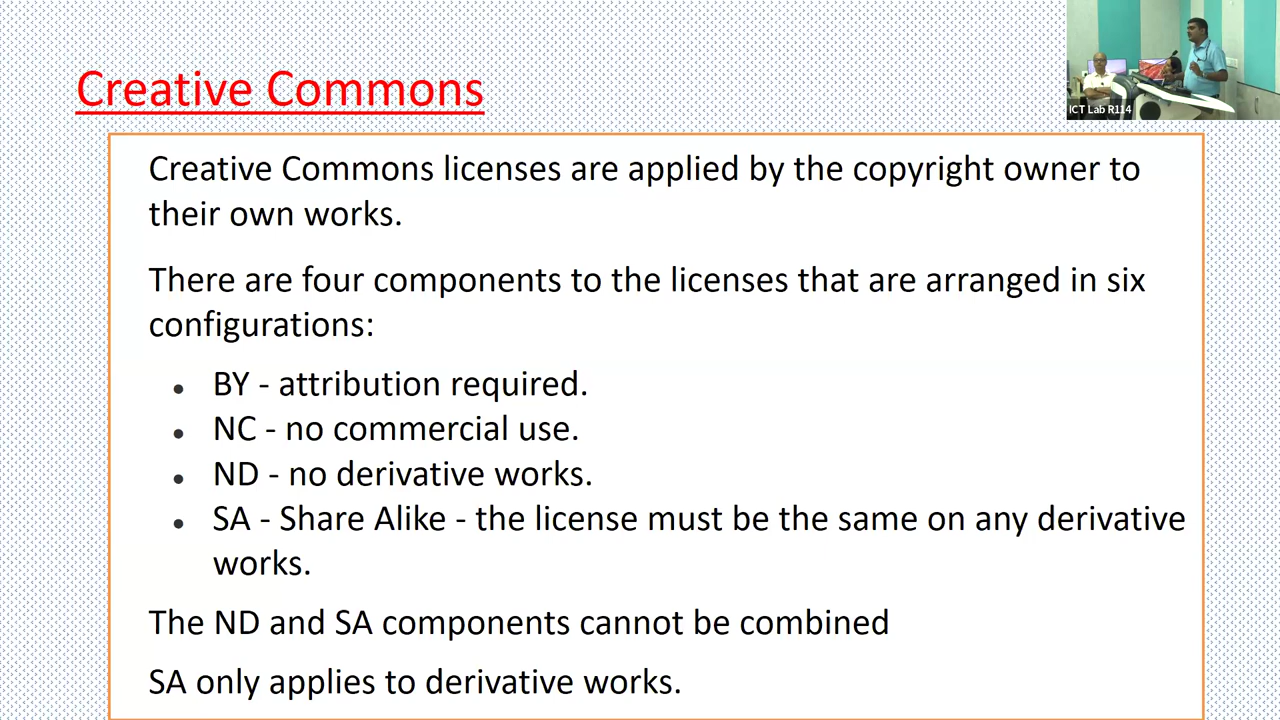 Creative Commons
ICT Lab R114
Creative Commons licenses are applied by the copyright owner to
their own works.
There are four components to the licenses that are arranged in six
configurations:
• BY - attribution required.
• NC - no commercial use.
• ND - no derivative works.
• SA - Share Alike - the license must be the same on any derivative
works.
The ND and SA components cannot be combined
SA only applies to derivative works.